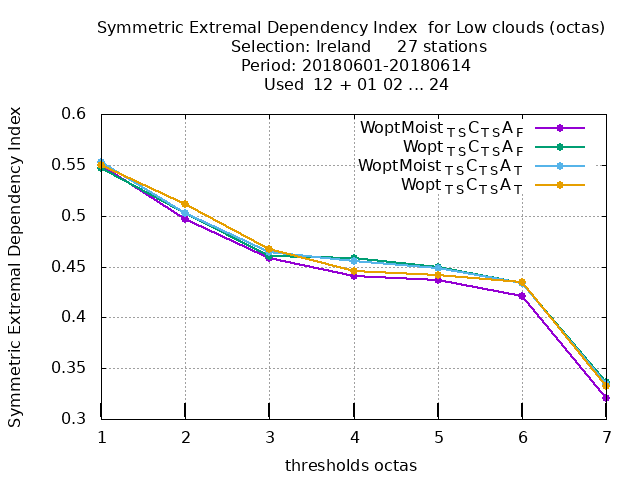 Symmetric Extremal Dependency Index  for Low clouds (octas)
Selection: Ireland     27 stations
Period: 20180601-20180614
Used  12 + 01 02 ... 24
Symmetric Extremal Dependency Index
0.6
0.55
0.5
0.45
0.4
0.35
0.3
WoptMoist TS C TS A F
Wopt TS C TS A F
WoptMoist TS C TS A T
Wopt TS C TS A T
1 2 3 4 5 6 7
thresholds octas